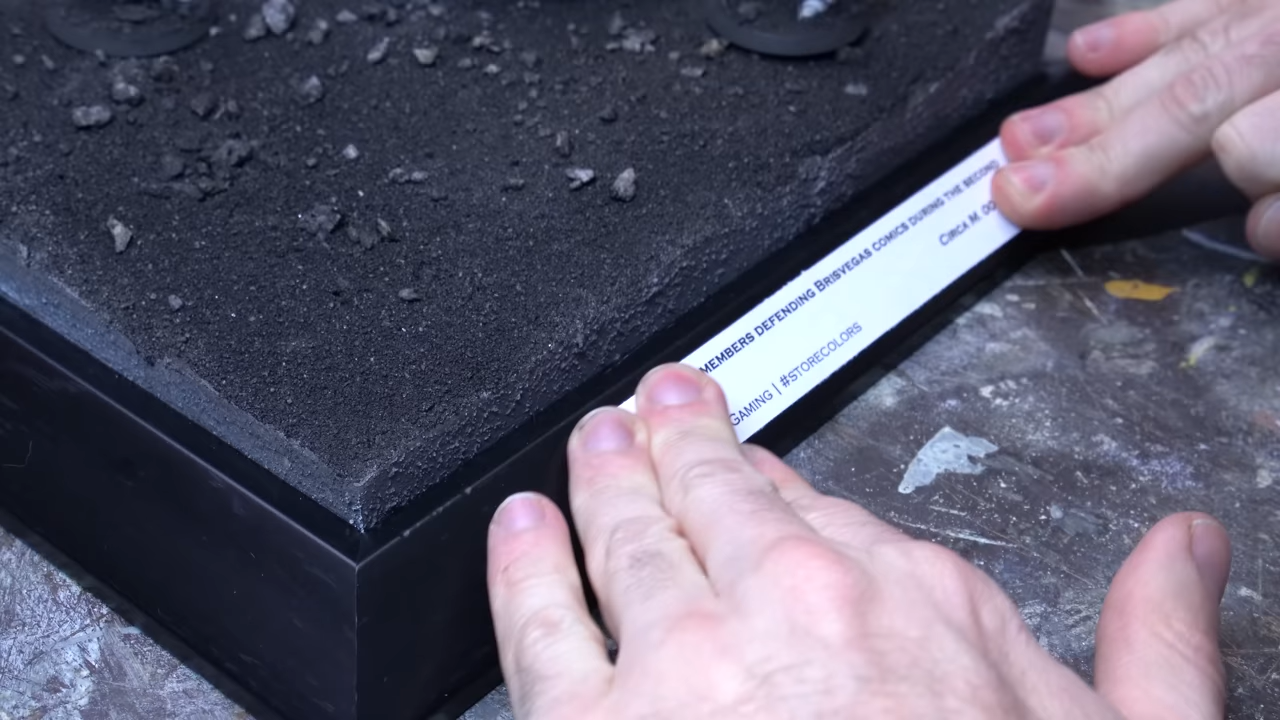 MEMBERS DEFENDING BRISVEGAS COMICS DURING THE SECOND
CIRCA M.
GAMING | #STORECOLORS